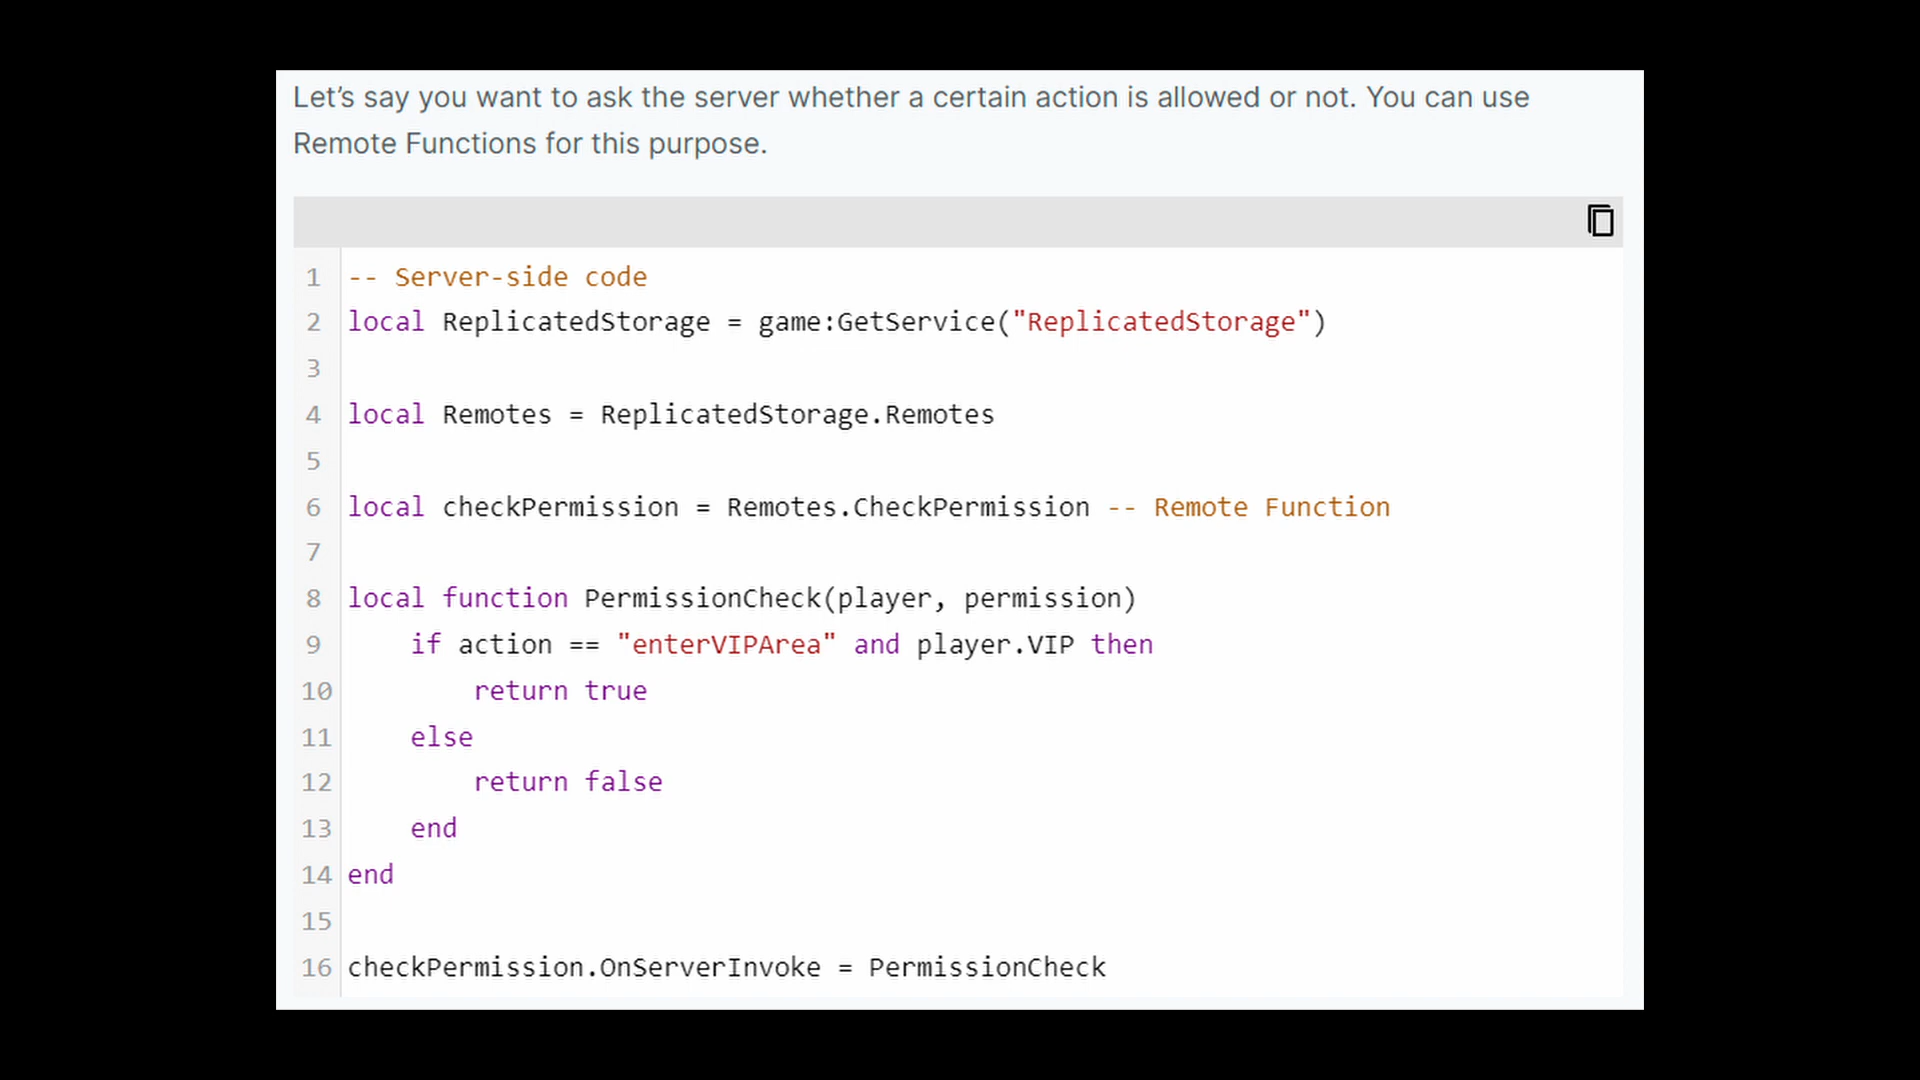 Let’s say you want to ask the server whether a certain action is allowed or not. You can use
Remote Functions for this purpose.
1 -- Server-side code
2 local ReplicatedStorage = game:GetService("ReplicatedStorage")
3
4 local Remotes = ReplicatedStorage.Remotes
5
6 local checkPermission = Remotes.CheckPermission -- Remote Function
7
8 local function PermissionCheck(player, permission)
9     if action == "enterVIPArea" and player.VIP then
10         return true
11     else
12         return false
13     end
14 end
15
16 checkPermission.OnServerInvoke = PermissionCheck